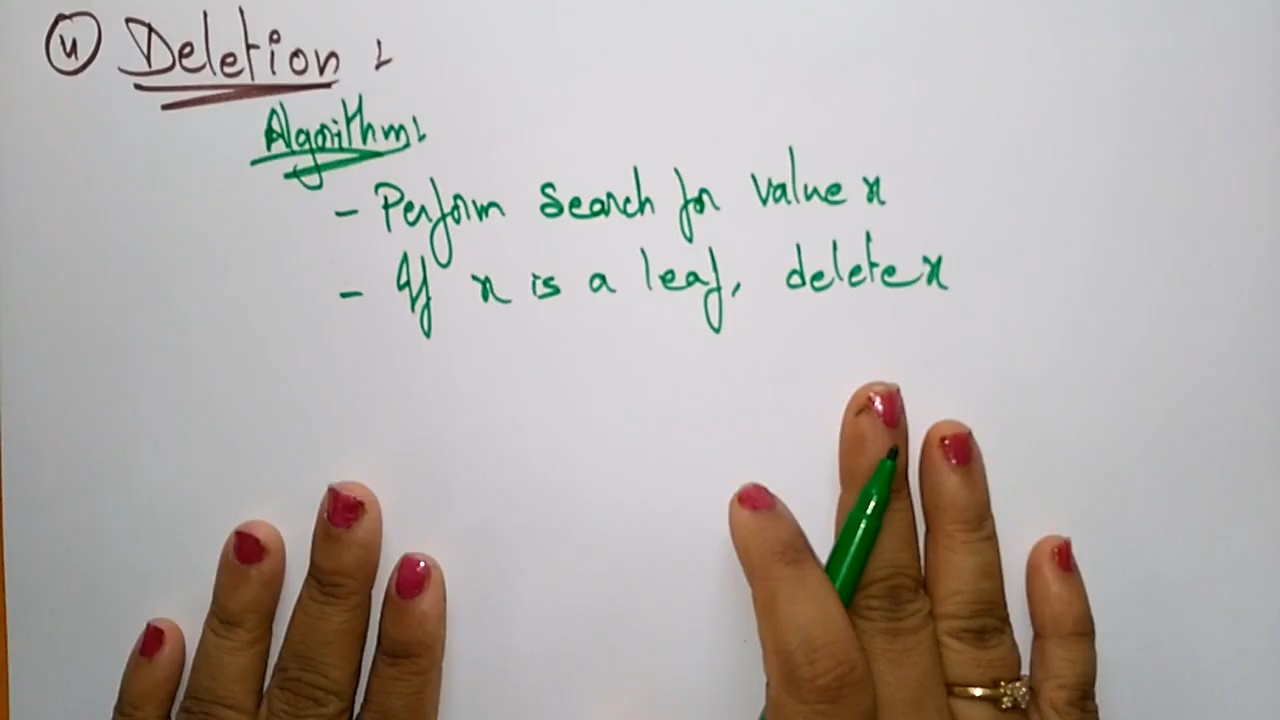 4 Deletion :
Algorithm:
- Perform Search for value x
- If x is a leaf, delete x